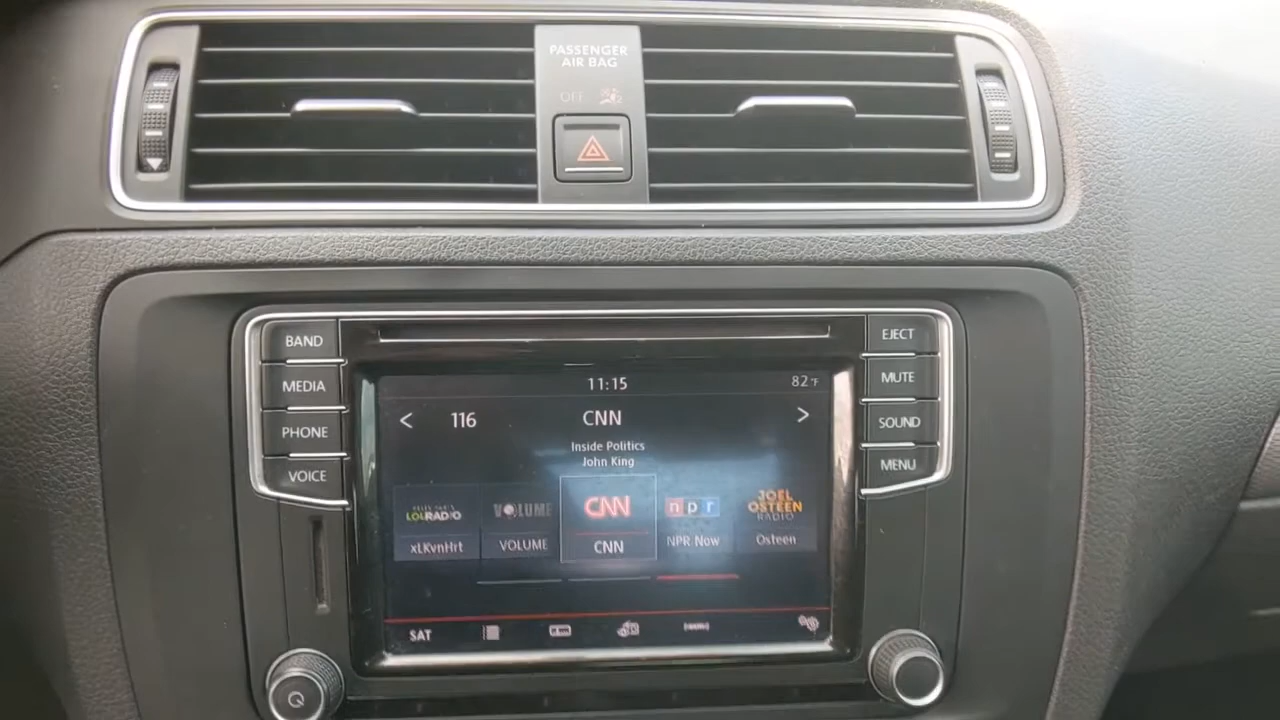 PASSENGER
AIR BAG
OFF
BAND
MEDIA
PHONE
VOICE
EJECT
MUTE
SOUND
MENU
11:15
82°F
< 116 CNN >
Inside Politics
John King
LOLRADIO
VOLUME
CNN
npr
JOEL
OSTEEN
RADIO
xLKvnHrt
VOLUME
CNN
NPR Now
Osteen
SAT